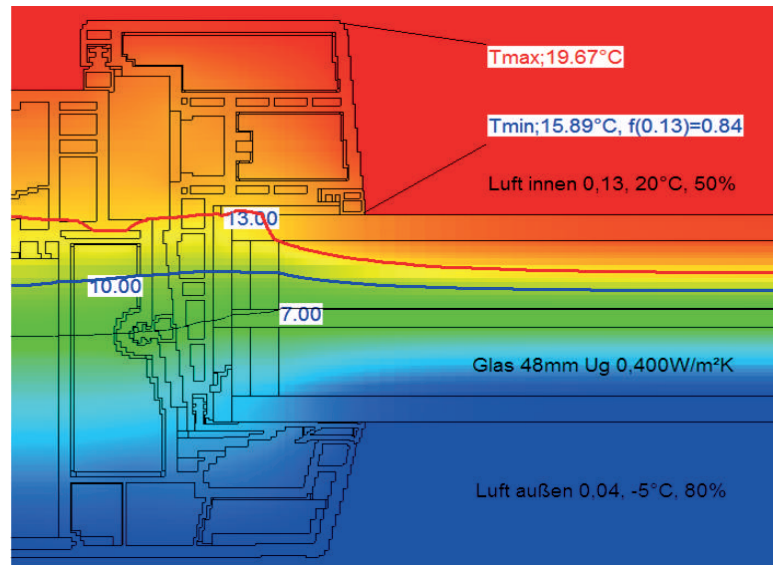 Tmax;19.67°C
Tmin;15.89°C, f(0.13)=0.84
Luft innen 0,13, 20°C, 50%
13.00
10.00
7.00
Glas 48mm Ug 0,400W/m²K
Luft außen 0,04, -5°C, 80%